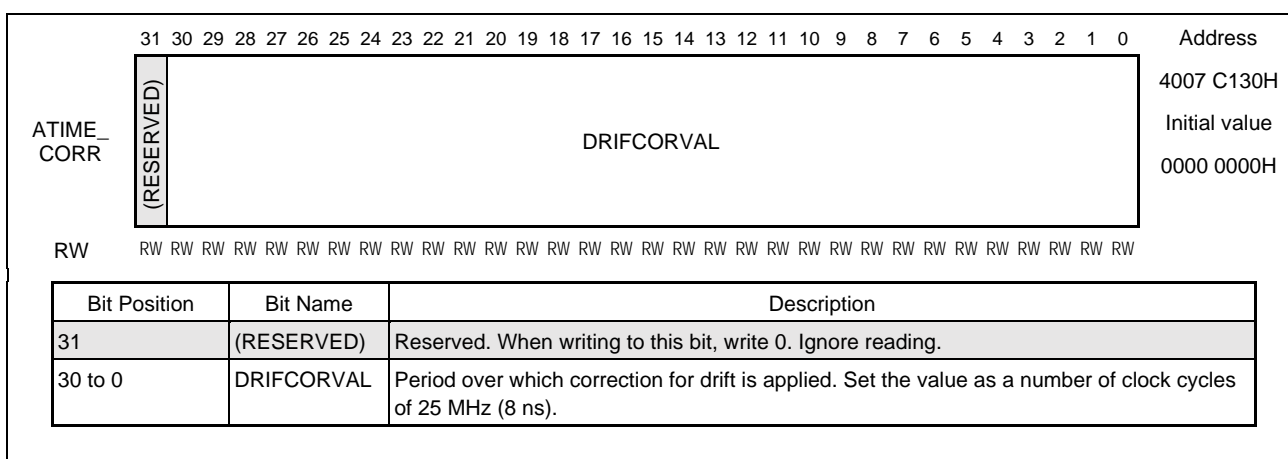 31 30 29 28 27 26 25 24 23 22 21 20 19 18 17 16 15 14 13 12 11 10 9 8 7 6 5 4 3 2 1 0 Address
4007 C130H
Initial value
0000 0000H
ATIME_
CORR
(RESERVED)
DRIFCORVAL
RW RW RW RW RW RW RW RW RW RW RW RW RW RW RW RW RW RW RW RW RW RW RW RW RW RW RW RW RW RW RW RW RW
Bit Position Bit Name Description
31 (RESERVED) Reserved. When writing to this bit, write 0. Ignore reading.
30 to 0 DRIFCORVAL Period over which correction for drift is applied. Set the value as a number of clock cycles
of 25 MHz (8 ns).